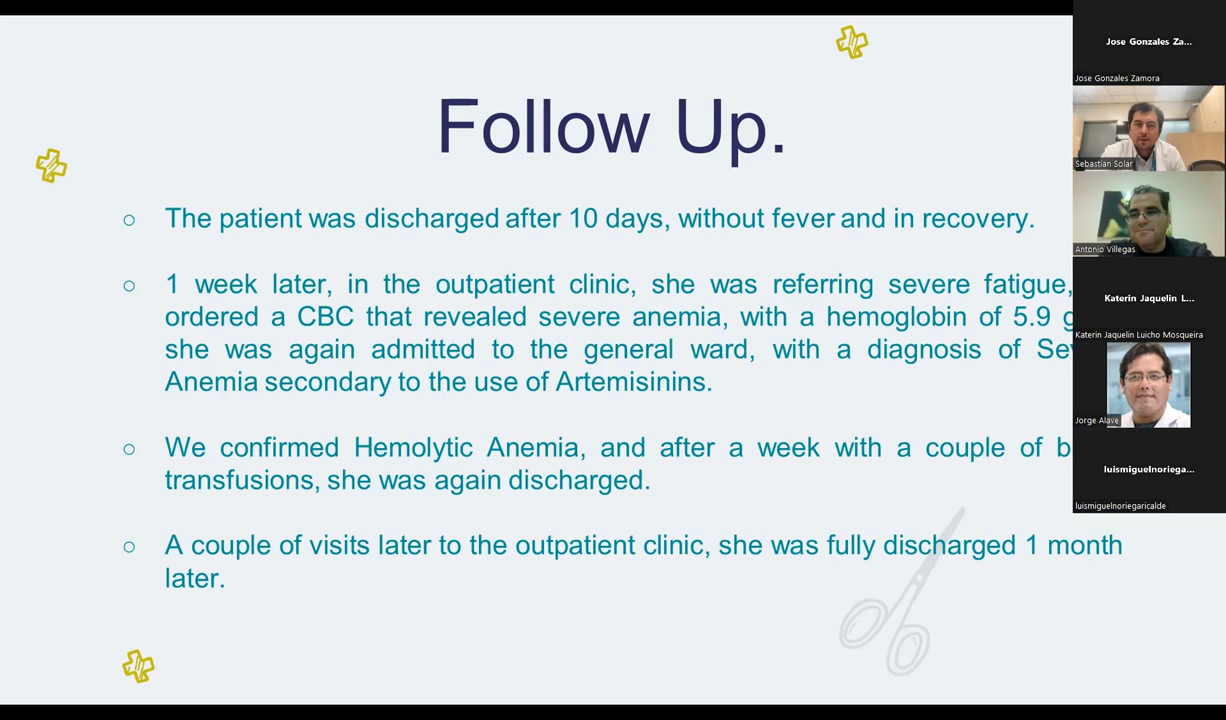 Follow Up.
The patient was discharged after 10 days, without fever and in recovery.
1 week later, in the outpatient clinic, she was referring severe fatigue,
ordered a CBC that revealed severe anemia, with a hemoglobin of 5.9
she was again admitted to the general ward, with a diagnosis of
Anemia secondary to the use of Artemisinins.
We confirmed Hemolytic Anemia, and after a week with a couple of
transfusions, she was again discharged.
A couple of visits later to the outpatient clinic, she was fully discharged 1 month
later.
Jose Gonzales Za...
Jose Gonzales Zamora
Sebastian Solar
Antonio Villegas
Katerin Jaquelin L...
Katerin Jaquelin Luicho Mosqueira
Jorge Alave
luismiguelnoriega...
luismiguelnoriegaricalde